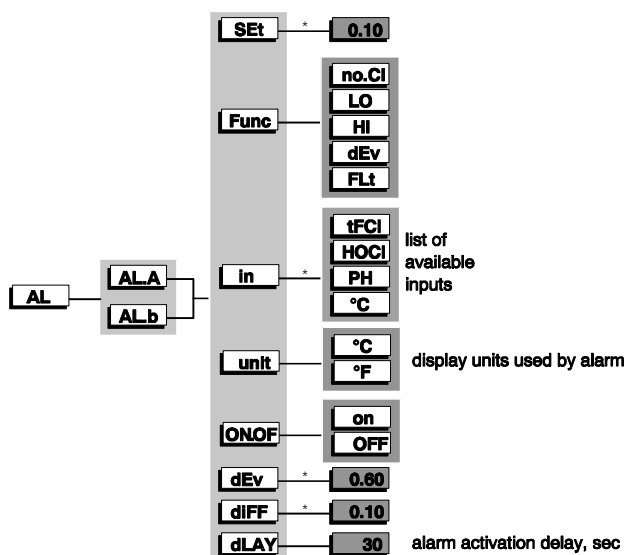 SEt * 0.10
no.Cl
LO
Func HI
dEv
FLt
tFCl
HOCl
list of
available
inputs
in * PH
°C
AL
AL.A
AL.b
unit
°C
°F
display units used by alarm
on
ON.OF
OFF
dEv * 0.60
diFF * 0.10
dLAY 30 alarm activation delay, sec